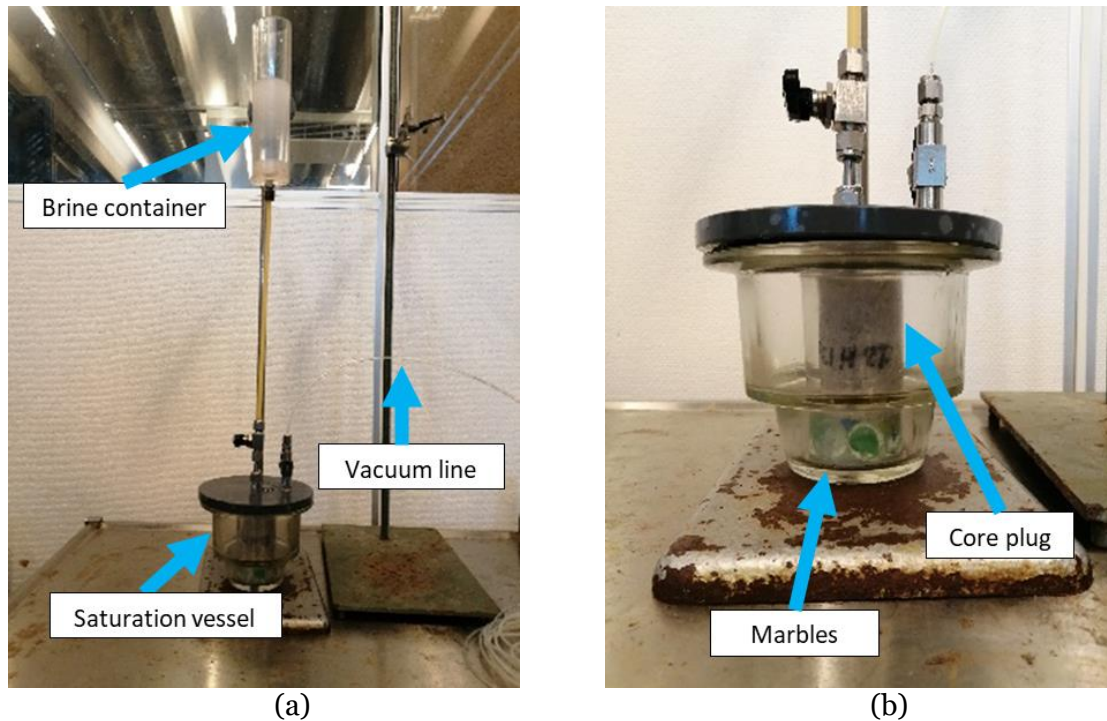 Brine container
Vacuum line
Saturation vessel
Core plug
Marbles
(a)
(b)